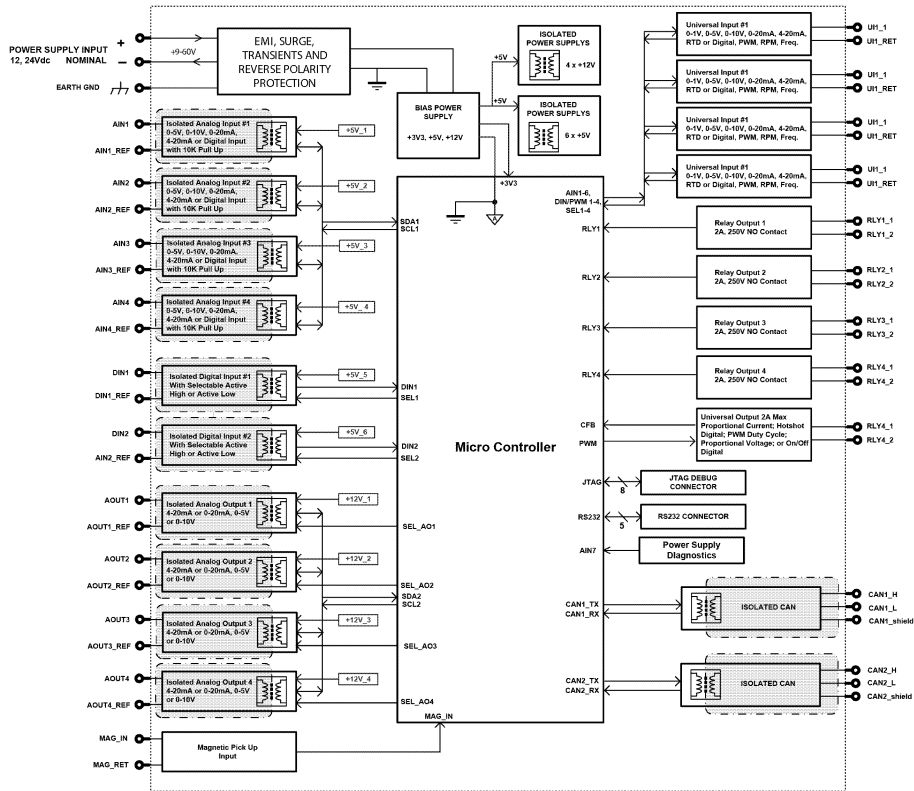 POWER SUPPLY INPUT
12, 24Vdc NOMINAL
+
−
+9-60V
EARTH GND
EMI, SURGE,
TRANSIENTS AND
REVERSE POLARITY
PROTECTION
BIAS POWER
SUPPLY
+3V3, +5V, +12V
+5V
ISOLATED
POWER SUPPLYS
4 x +12V
+5V
ISOLATED
POWER SUPPLYS
6 x +5V
+3V3
A
AIN1
AIN1_REF
Isolated Analog Input #1
0-5V, 0-10V, 0-20mA,
4-20mA or Digital Input
with 10K Pull Up
+5V_1
AIN2
AIN2_REF
Isolated Analog Input #2
0-5V, 0-10V, 0-20mA,
4-20mA or Digital Input
with 10K Pull Up
+5V_2
AIN3
AIN3_REF
Isolated Analog Input #3
0-5V, 0-10V, 0-20mA,
4-20mA or Digital Input
with 10K Pull Up
+5V_3
AIN4
AIN4_REF
Isolated Analog Input #4
0-5V, 0-10V, 0-20mA,
4-20mA or Digital Input
with 10K Pull Up
+5V_ 4
SDA1
SCL1
DIN1
DIN1_REF
Isolated Digital Input #1
With Selectable Active
High or Active Low
+5V_5
DIN1
SEL1
DIN2
AIN2_REF
Isolated Digital Input #2
With Selectable Active
High or Active Low
+5V_6
DIN2
SEL2
AOUT1
AOUT1_REF
Isolated Analog Output 1
4-20mA or 0-20mA, 0-5V
or 0-10V
+12V_1
SEL_AO1
AOUT2
AOUT2_REF
Isolated Analog Output 2
4-20mA or 0-20mA, 0-5V
or 0-10V
+12V_2
SEL_AO2
SDA2
SCL2
AOUT3
AOUT3_REF
Isolated Analog Output 3
4-20mA or 0-20mA, 0-5V
or 0-10V
+12V_3
SEL_AO3
AOUT4
AOUT4_REF
Isolated Analog Output 4
4-20mA or 0-20mA, 0-5V
or 0-10V
+12V_4
SEL_AO4
MAG_IN
MAG_IN
MAG_RET
Magnetic Pick Up
Input
Micro Controller
AIN1-6,
DIN/PWM 1-4,
SEL1-4
Universal Input #1
0-1V, 0-5V, 0-10V, 0-20mA, 4-20mA,
RTD or Digital, PWM, RPM, Freq.
UI1_1
UI1_RET
Universal Input #1
0-1V, 0-5V, 0-10V, 0-20mA, 4-20mA,
RTD or Digital, PWM, RPM, Freq.
UI1_1
UI1_RET
Universal Input #1
0-1V, 0-5V, 0-10V, 0-20mA, 4-20mA,
RTD or Digital, PWM, RPM, Freq.
UI1_1
UI1_RET
Universal Input #1
0-1V, 0-5V, 0-10V, 0-20mA, 4-20mA,
RTD or Digital, PWM, RPM, Freq.
UI1_1
UI1_RET
RLY1
Relay Output 1
2A, 250V NO Contact
RLY1_1
RLY1_2
RLY2
Relay Output 2
2A, 250V NO Contact
RLY2_1
RLY2_2
RLY3
Relay Output 3
2A, 250V NO Contact
RLY3_1
RLY3_2
RLY4
Relay Output 4
2A, 250V NO Contact
RLY4_1
RLY4_2
CFB
PWM
Universal Output 2A Max
Proportional Current; Hotshot
Digital; PWM Duty Cycle;
Proportional Voltage; or On/Off
Digital
RLY4_1
RLY4_2
JTAG
8
JTAG DEBUG
CONNECTOR
RS232
5
RS232 CONNECTOR
AIN7
Power Supply
Diagnostics
CAN1_TX
CAN1_RX
ISOLATED CAN
CAN1_H
CAN1_L
CAN1_shield
CAN2_TX
CAN2_RX
ISOLATED CAN
CAN2_H
CAN2_L
CAN2_shield